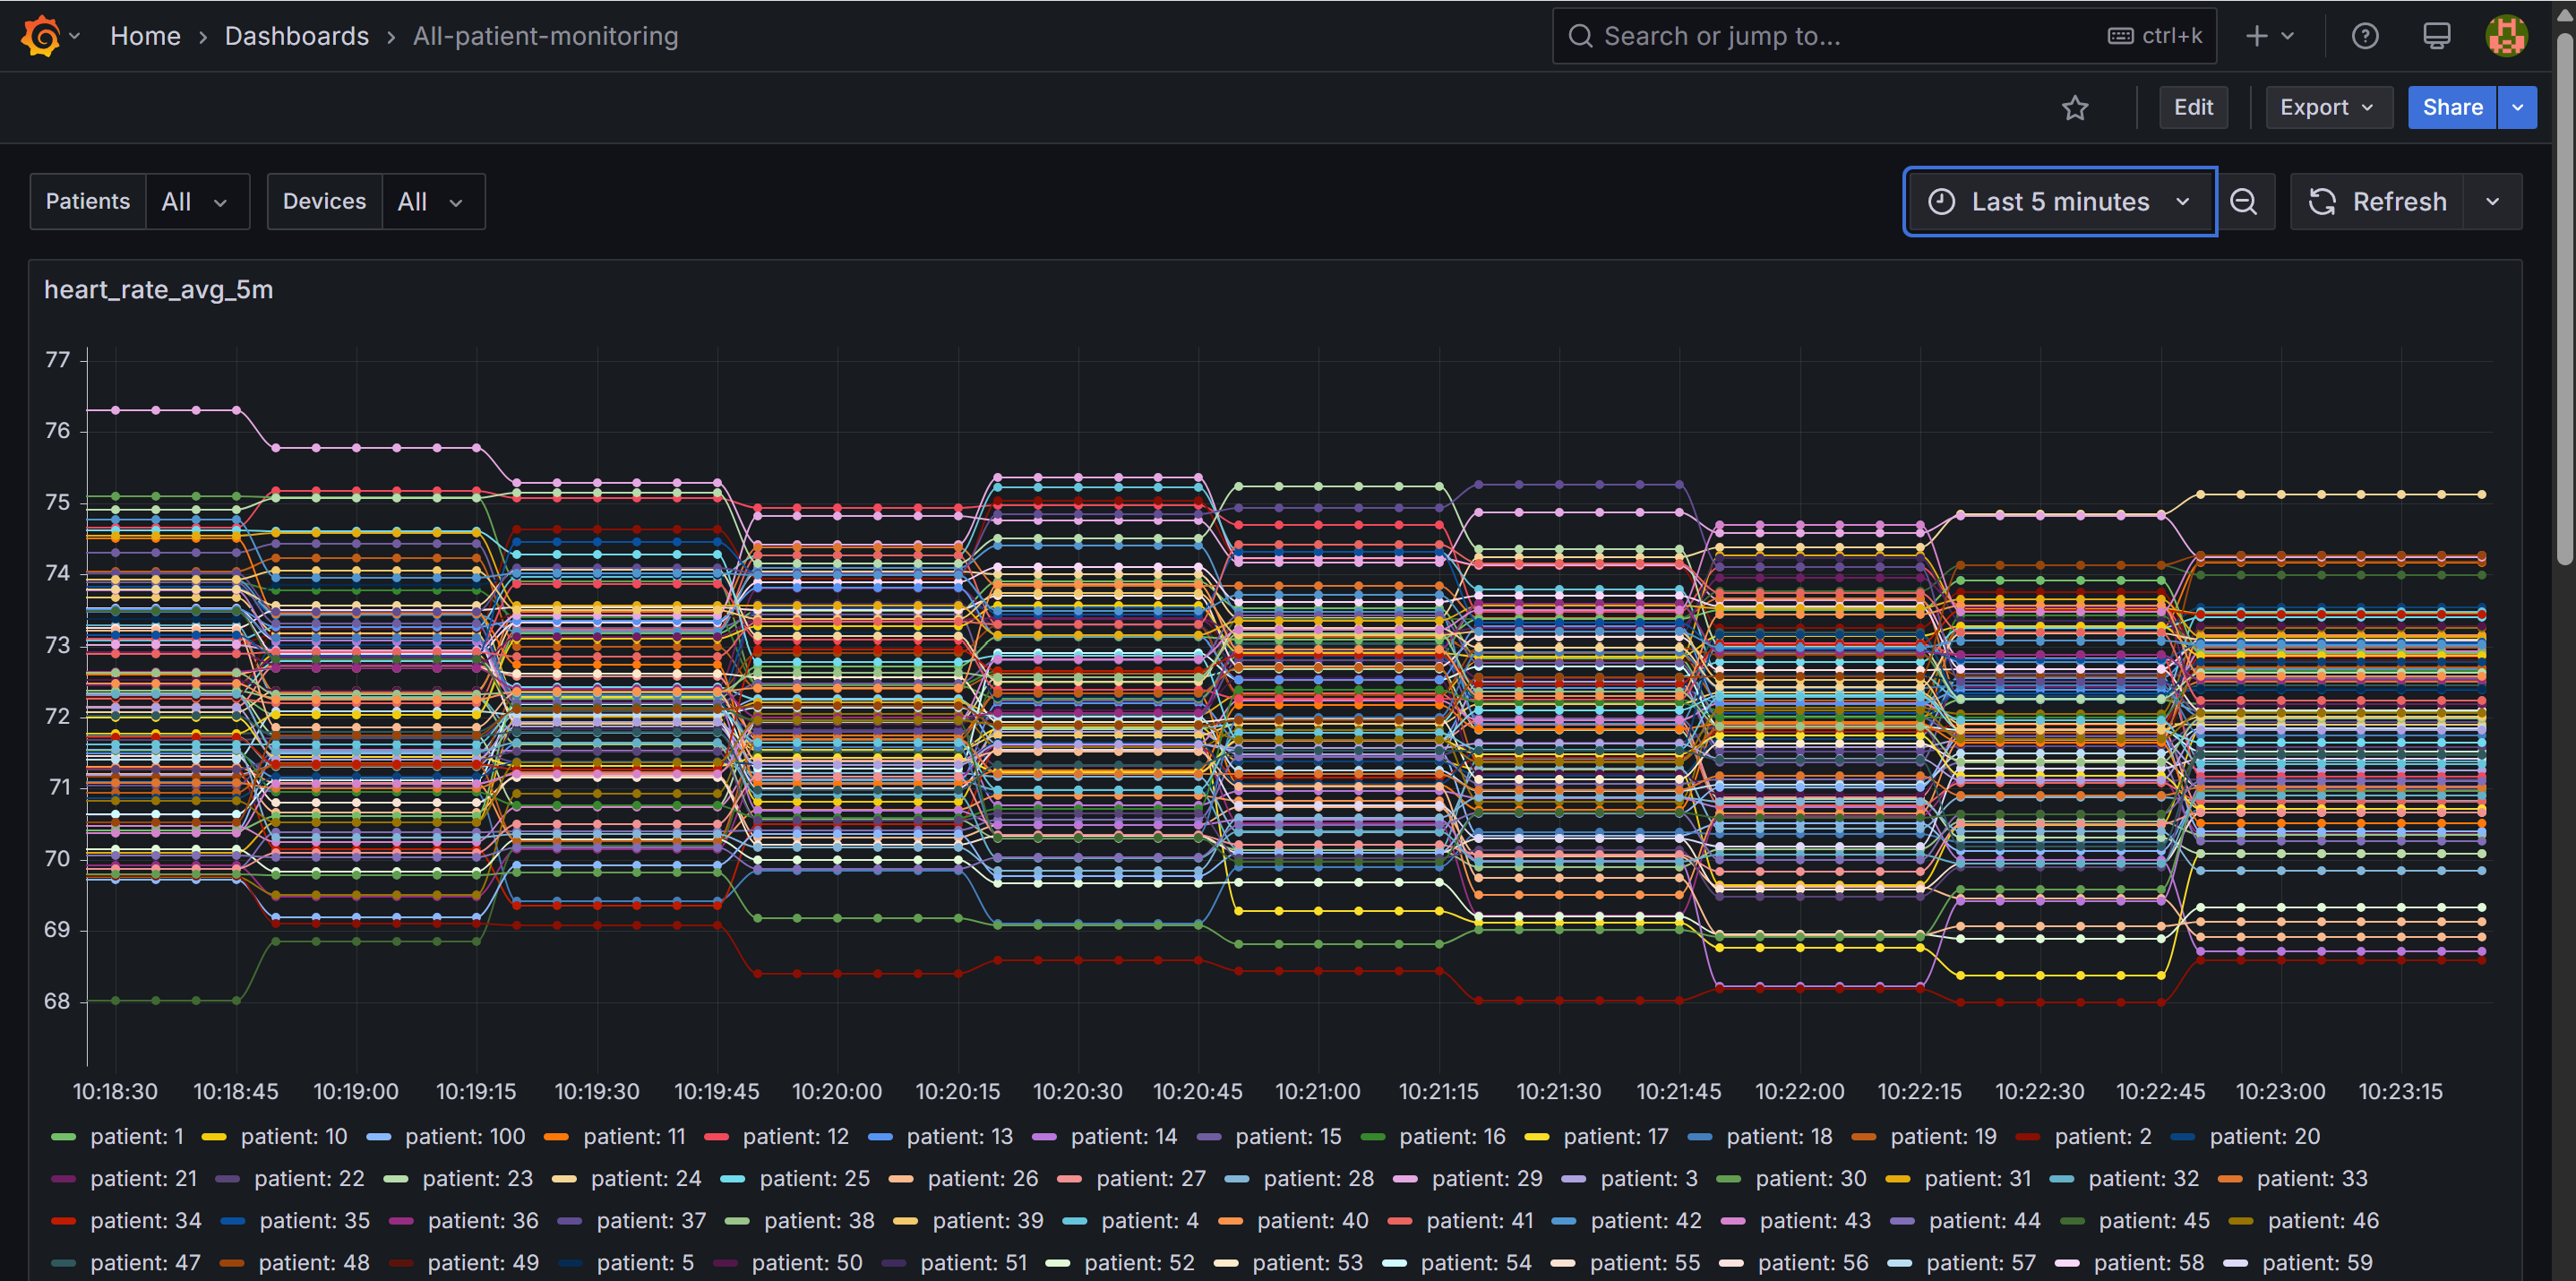 Home › Dashboards › All-patient-monitoring Search or jump to... ctrl+k
Edit Export Share
Patients All Devices All Last 5 minutes Refresh
heart_rate_avg_5m
77
76
75
74
73
72
71
70
69
68
10:18:30 10:18:45 10:19:00 10:19:15 10:19:30 10:19:45 10:20:00 10:20:15 10:20:30 10:20:45 10:21:00 10:21:15 10:21:30 10:21:45 10:22:00 10:22:15 10:22:30 10:22:45 10:23:00 10:23:15
patient: 1 patient: 10 patient: 100 patient: 11 patient: 12 patient: 13 patient: 14 patient: 15 patient: 16 patient: 17 patient: 18 patient: 19 patient: 2 patient: 20
patient: 21 patient: 22 patient: 23 patient: 24 patient: 25 patient: 26 patient: 27 patient: 28 patient: 29 patient: 3 patient: 30 patient: 31 patient: 32 patient: 33
patient: 34 patient: 35 patient: 36 patient: 37 patient: 38 patient: 39 patient: 4 patient: 40 patient: 41 patient: 42 patient: 43 patient: 44 patient: 45 patient: 46
patient: 47 patient: 48 patient: 49 patient: 5 patient: 50 patient: 51 patient: 52 patient: 53 patient: 54 patient: 55 patient: 56 patient: 57 patient: 58 patient: 59